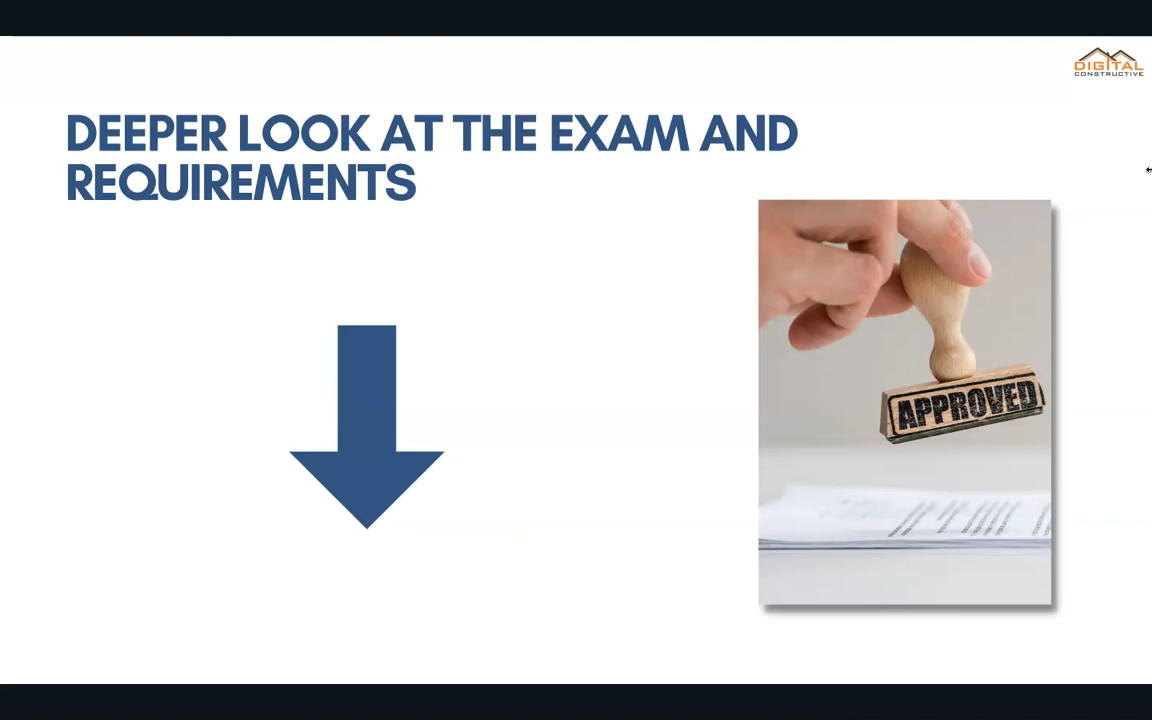 DIGITAL
CONSTRUCTIVE
DEEPER LOOK AT THE EXAM AND
REQUIREMENTS
APPROVED